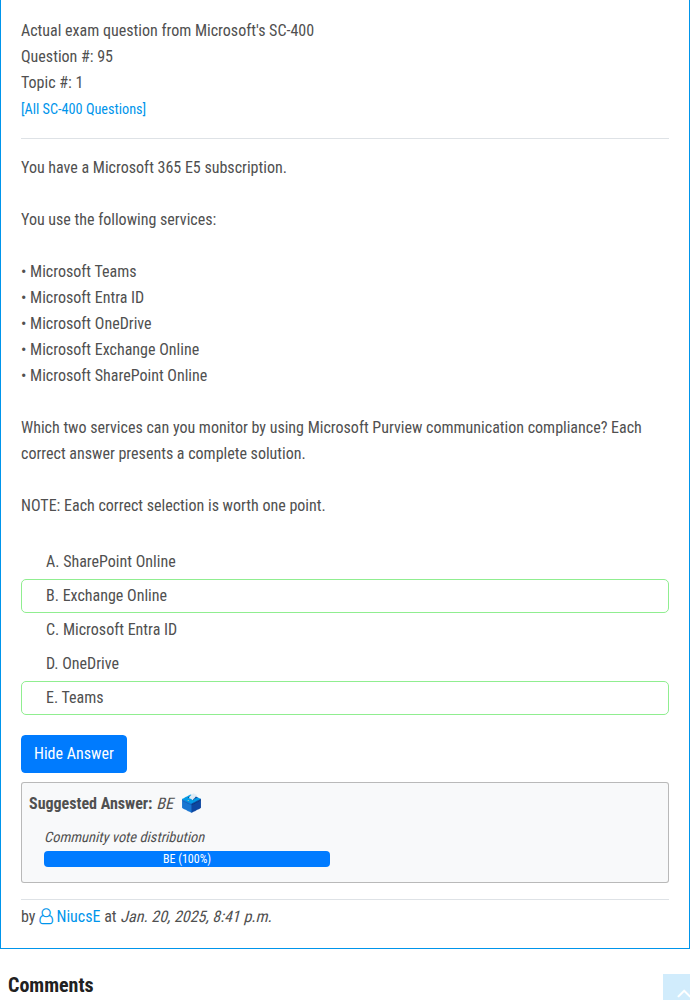 Actual exam question from Microsoft's SC-400
Question #: 95
Topic #: 1
[All SC-400 Questions]
You have a Microsoft 365 E5 subscription.
You use the following services:
• Microsoft Teams
• Microsoft Entra ID
• Microsoft OneDrive
• Microsoft Exchange Online
• Microsoft SharePoint Online
Which two services can you monitor by using Microsoft Purview communication compliance? Each
correct answer presents a complete solution.
NOTE: Each correct selection is worth one point.
A. SharePoint Online
B. Exchange Online
C. Microsoft Entra ID
D. OneDrive
E. Teams
Hide Answer
Suggested Answer: BE
Community vote distribution
BE (100%)
by NiucsE at Jan. 20, 2025, 8:41 p.m.
Comments